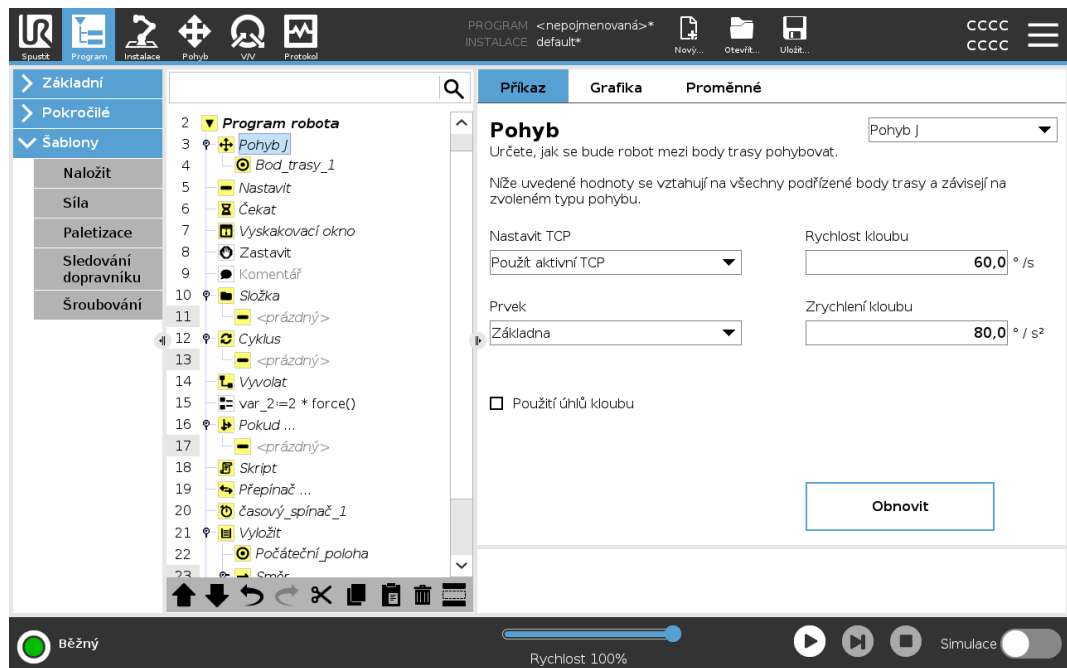 UR
PROGRAM <nepojmenovaná>*
INSTALACE default*
CCCC
CCCC
Spustit
Program
Instalace
Pohyb
V/V
Protokol
Nový...
Otevřít...
Uložit...
Základní
Pokročilé
Šablony
Naložit
Síla
Paletizace
Sledování
dopravníku
Šroubování
2 Program robota
3 Pohyb J
4 Bod_trasy_1
5 Nastavit
6 Čekat
7 Vyskakovací okno
8 Zastavit
9 Komentář
10 Složka
11 <prázdný>
12 Cyklus
13 <prázdný>
14 Vyvolat
15 var_2:=2 * force()
16 Pokud ...
17 <prázdný>
18 Skript
19 Přepínač ...
20 časový_spínač_1
21 Vyložit
22 Počáteční_poloha
23 Směr
Příkaz
Grafika
Proměnné
Pohyb
Pohyb J
Určete, jak se bude robot mezi body trasy pohybovat.
Níže uvedené hodnoty se vztahují na všechny podřízené body trasy a závisejí na
zvoleném typu pohybu.
Nastavit TCP
Rychlost kloubu
Použít aktivní TCP
60,0 ° /s
Prvek
Zrychlení kloubu
Základna
80,0 ° / s²
Použití úhlů kloubu
Obnovit
Běžný
Rychlost 100%
Simulace